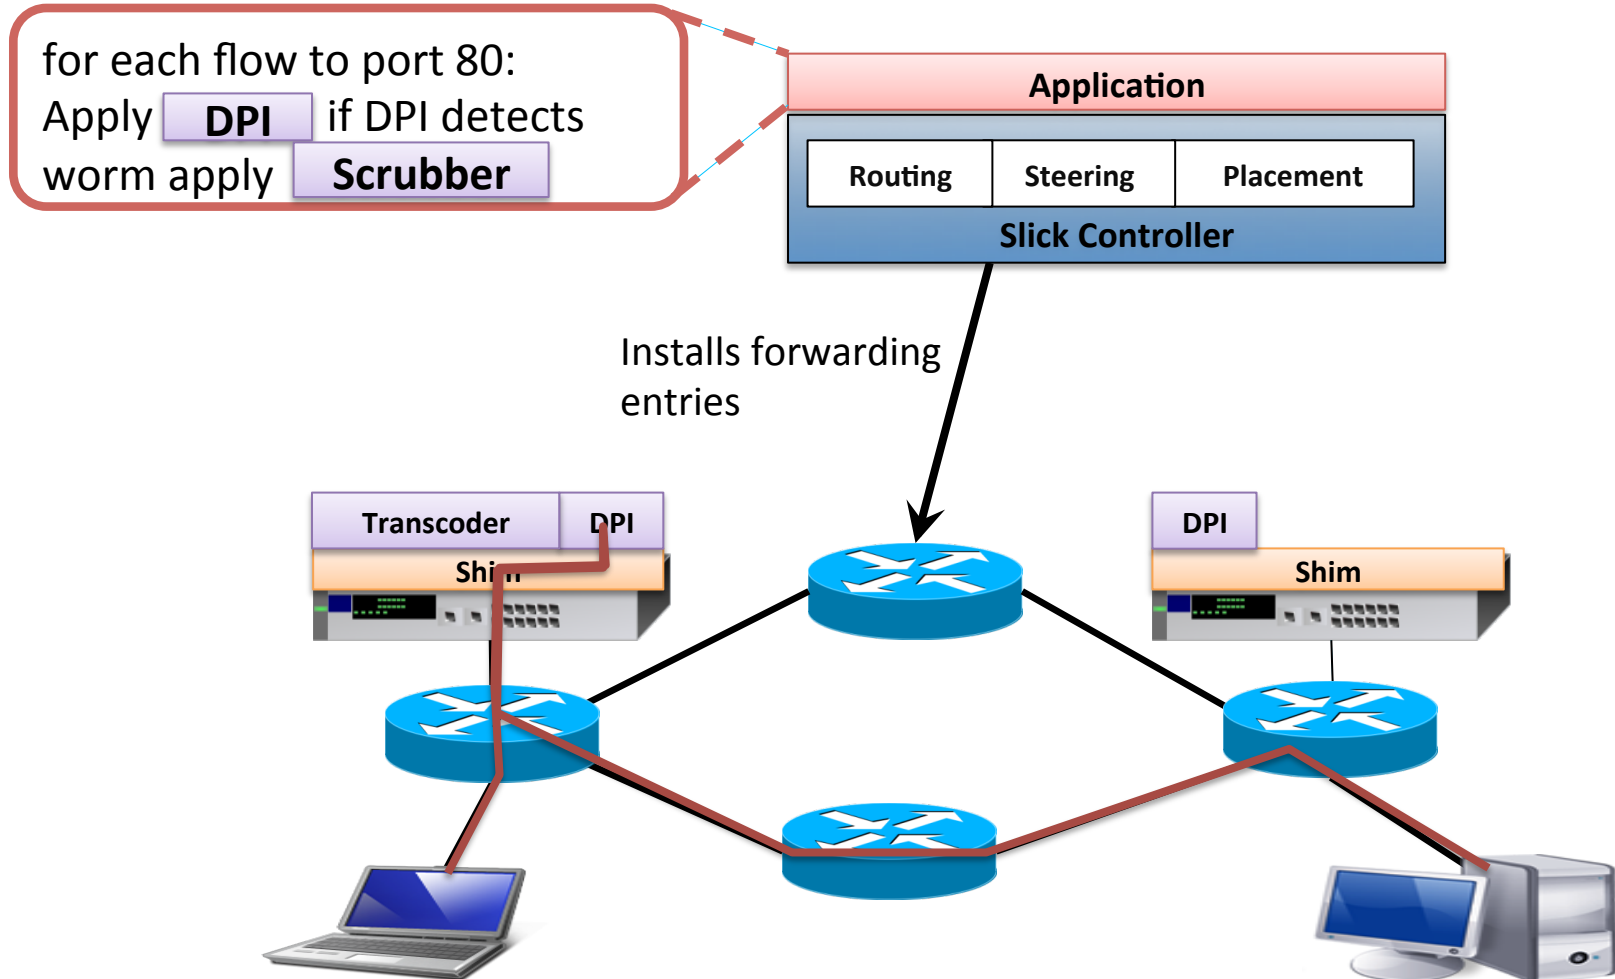 for each flow to port 80:
Apply DPI if DPI detects
worm apply Scrubber
Application
Routing Steering Placement
Slick Controller
Installs forwarding
entries
Transcoder DPI
Shim
DPI
Shim